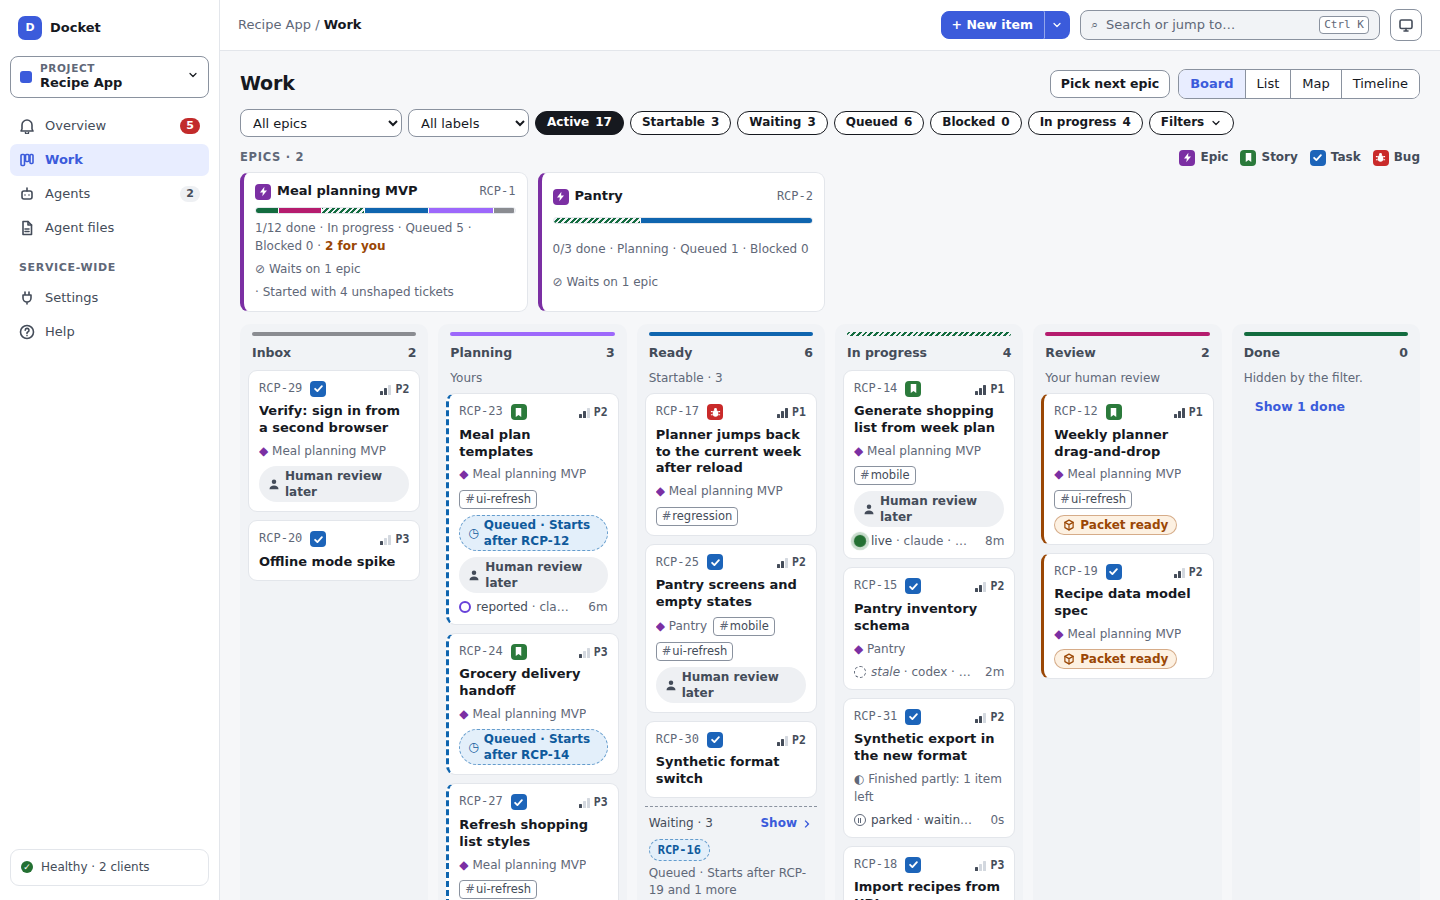 D Docket
PROJECT
Recipe App
Overview 5
Work
Agents 2
Agent files
SERVICE-WIDE
Settings
Help
Healthy · 2 clients
Recipe App / Work
+ New item
Search or jump to…
Ctrl K
Work
Pick next epic
Board List Map Timeline
All epics
All labels
Active 17
Startable 3
Waiting 3
Queued 6
Blocked 0
In progress 4
Filters
EPICS · 2
Epic Story Task Bug
Meal planning MVP RCP-1
1/12 done · In progress · Queued 5 ·
Blocked 0 · 2 for you
⊘ Waits on 1 epic
· Started with 4 unshaped tickets
Pantry RCP-2
0/3 done · Planning · Queued 1 · Blocked 0
⊘ Waits on 1 epic
Inbox 2
RCP-29 P2
Verify: sign in from
a second browser
◆ Meal planning MVP
Human review
later
RCP-20 P3
Offline mode spike
Planning 3
Yours
RCP-23 P2
Meal plan
templates
◆ Meal planning MVP
#ui-refresh
Queued · Starts
after RCP-12
Human review
later
reported · cla… 6m
RCP-24 P3
Grocery delivery
handoff
◆ Meal planning MVP
Queued · Starts
after RCP-14
RCP-27 P3
Refresh shopping
list styles
◆ Meal planning MVP
#ui-refresh
Ready 6
Startable · 3
RCP-17 P1
Planner jumps back
to the current week
after reload
◆ Meal planning MVP
#regression
RCP-25 P2
Pantry screens and
empty states
◆ Pantry #mobile
#ui-refresh
Human review
later
RCP-30 P2
Synthetic format
switch
Waiting · 3 Show
RCP-16
Queued · Starts after RCP-
19 and 1 more
In progress 4
RCP-14 P1
Generate shopping
list from week plan
◆ Meal planning MVP
#mobile
Human review
later
live · claude · … 8m
RCP-15 P2
Pantry inventory
schema
◆ Pantry
stale · codex · … 2m
RCP-31 P2
Synthetic export in
the new format
◐ Finished partly: 1 item
left
parked · waitin… 0s
RCP-18 P3
Import recipes from
Review 2
Your human review
RCP-12 P1
Weekly planner
drag-and-drop
◆ Meal planning MVP
#ui-refresh
Packet ready
RCP-19 P2
Recipe data model
spec
◆ Meal planning MVP
Packet ready
Done 0
Hidden by the filter.
Show 1 done